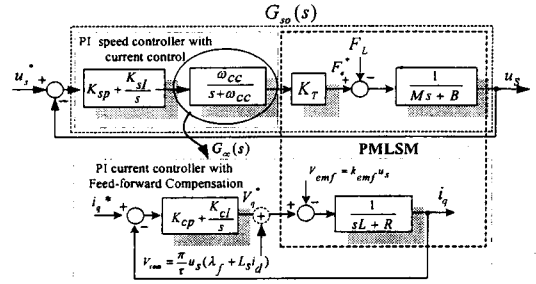 G_so(s)
PI speed controller with
current control
F_L
u_s* + −
K_sp + K_sI / s
ω_cc / s+ω_cc
K_T
F_e* + −
1 / Ms + B
u_s
G_cc(s)
PMLSM
PI current controller with
Feed-forward Compensation
V_emf = k_emf u_s
i_q* + −
K_cp + K_cI / s
V_q*
+ +
+ −
1 / sL + R
i_q
π/τ u_s(λ_f + L_s i_d)